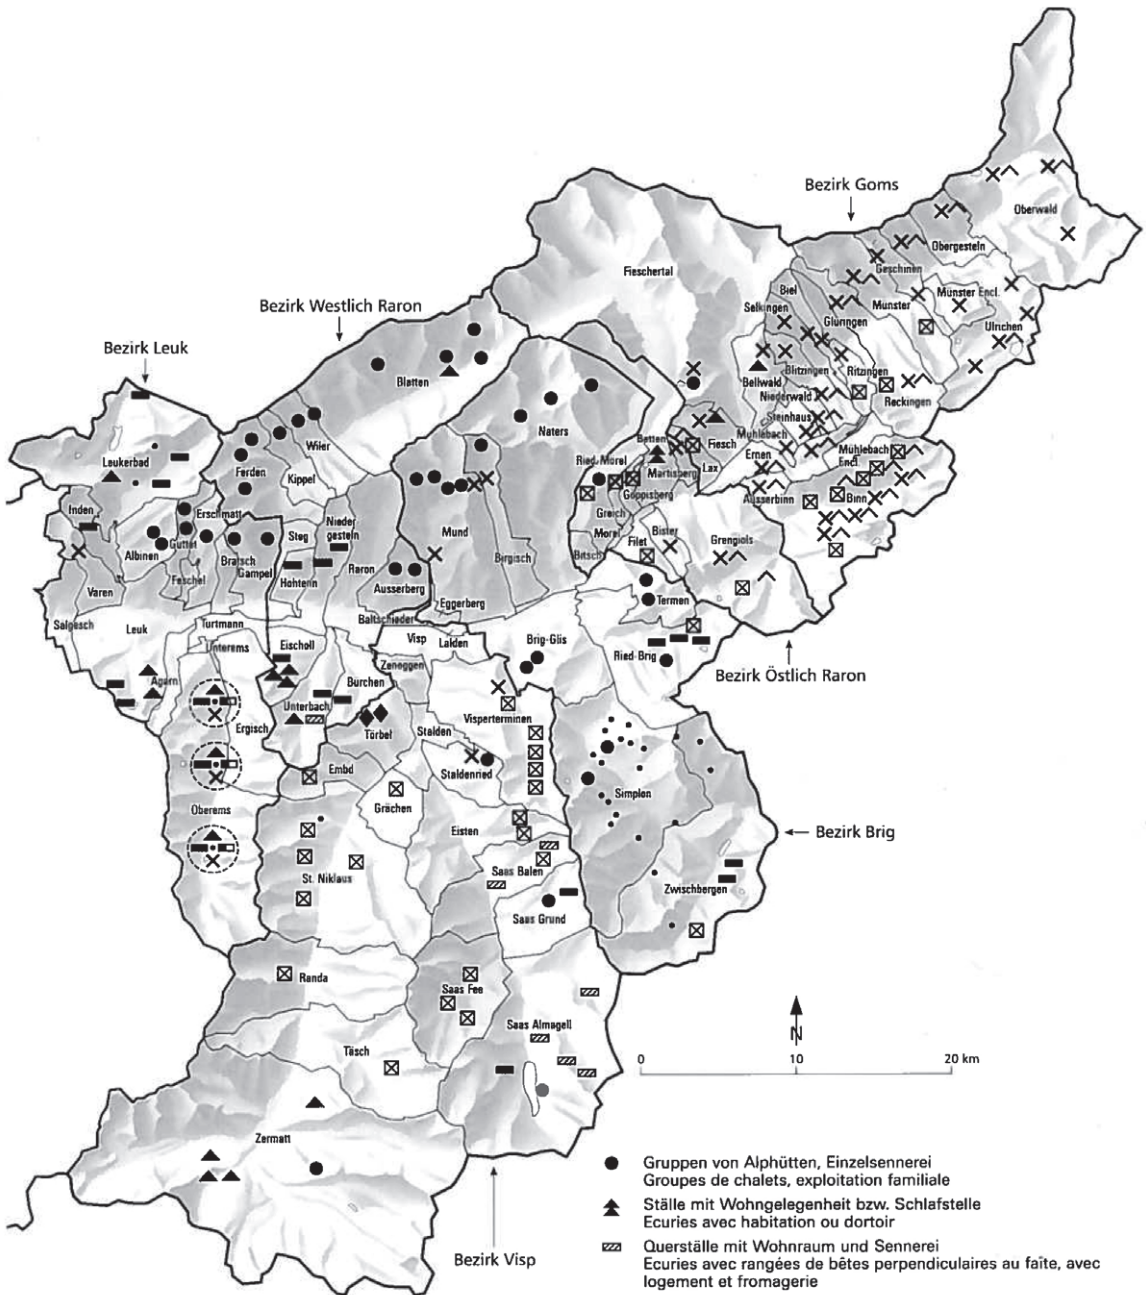 Bezirk Goms
Oberwald
Obergesteln
Geschinen
Fieschertal
Bezirk Westlich Raron
Biel
Münster
Münster Encl.
Selkingen
Glüringen
Ulrichen
Bezirk Leuk
Blatten
Blitzingen
Ritzingen
Bellwald
Niederwald
Reckingen
Naters
Steinhaus
Wiler
Betten
Fiesch
Mühlebach
Leukerbad
Ferden
Kippel
Ried-Mörel
Martisberg
Lax
Ernen
Mühlebach
Encl.
Goppisberg
Ausserbinn
Binn
Inden
Erschmatt
Steg
Nieder
gesteln
Mund
Greich
Albinen
Guttet
Mörel
Bister
Grengiols
Bratsch
Gampel
Filet
Feschel
Hohtenn
Raron
Birgisch
Bitsch
Varen
Ausserberg
Termen
Eggerberg
Salgesch
Baltschieder
Leuk
Turtmann
Visp
Lalden
Brig-Glis
Unterems
Eischoll
Ried-Brig
Zeneggen
Bezirk Östlich Raron
Agarn
Bürchen
Unterbäch
Visperterminen
Ergisch
Törbel
Stalden
Embd
Staldenried
Simplon
Oberems
Grächen
Eisten
Bezirk Brig
Saas Balen
St. Niklaus
Zwischbergen
Saas Grund
Randa
Saas Fee
Saas Almagell
N
Täsch
0 10 20 km
Zermatt
Bezirk Visp
Gruppen von Alphütten, Einzelsennerei
Groupes de chalets, exploitation familiale
Ställe mit Wohngelegenheit bzw. Schlafstelle
Ecuries avec habitation ou dortoir
Querställe mit Wohnraum und Sennerei
Ecuries avec rangées de bêtes perpendiculaires au faîte, avec
logement et fromagerie